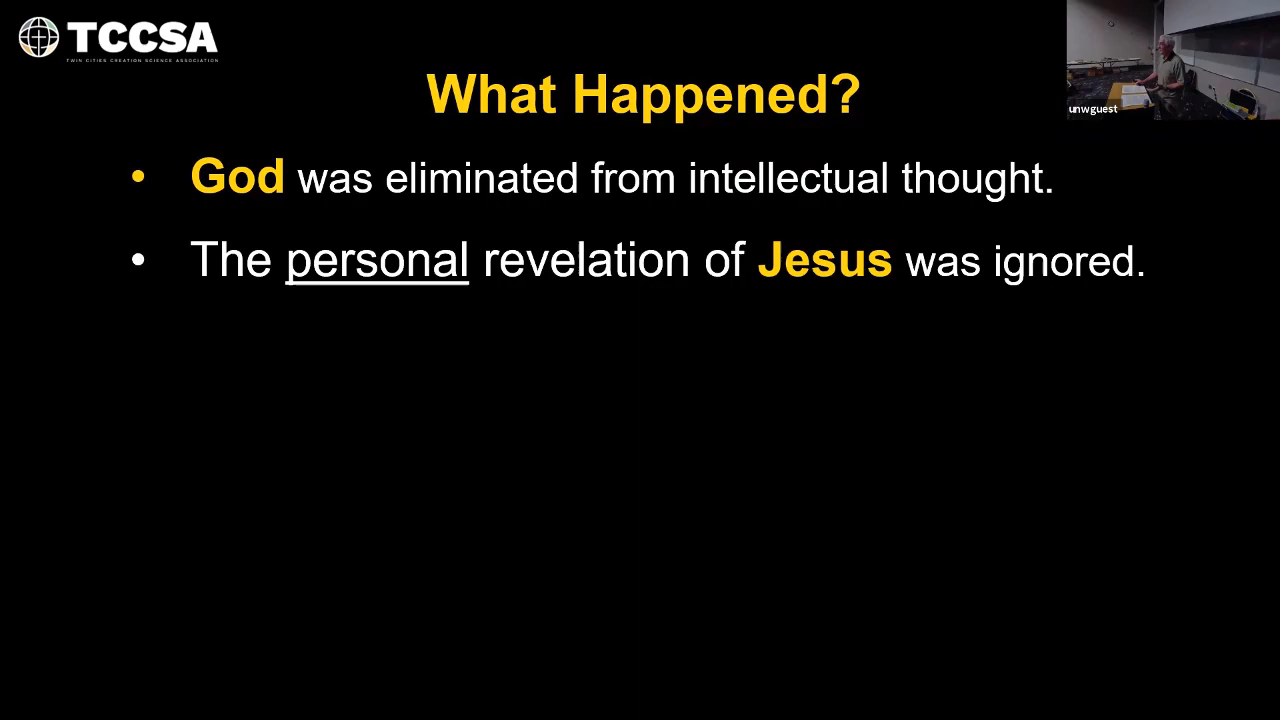 TCCSA
TWIN CITIES CREATION SCIENCE ASSOCIATION
What Happened?
unwguest
• God was eliminated from intellectual thought.
• The personal revelation of Jesus was ignored.